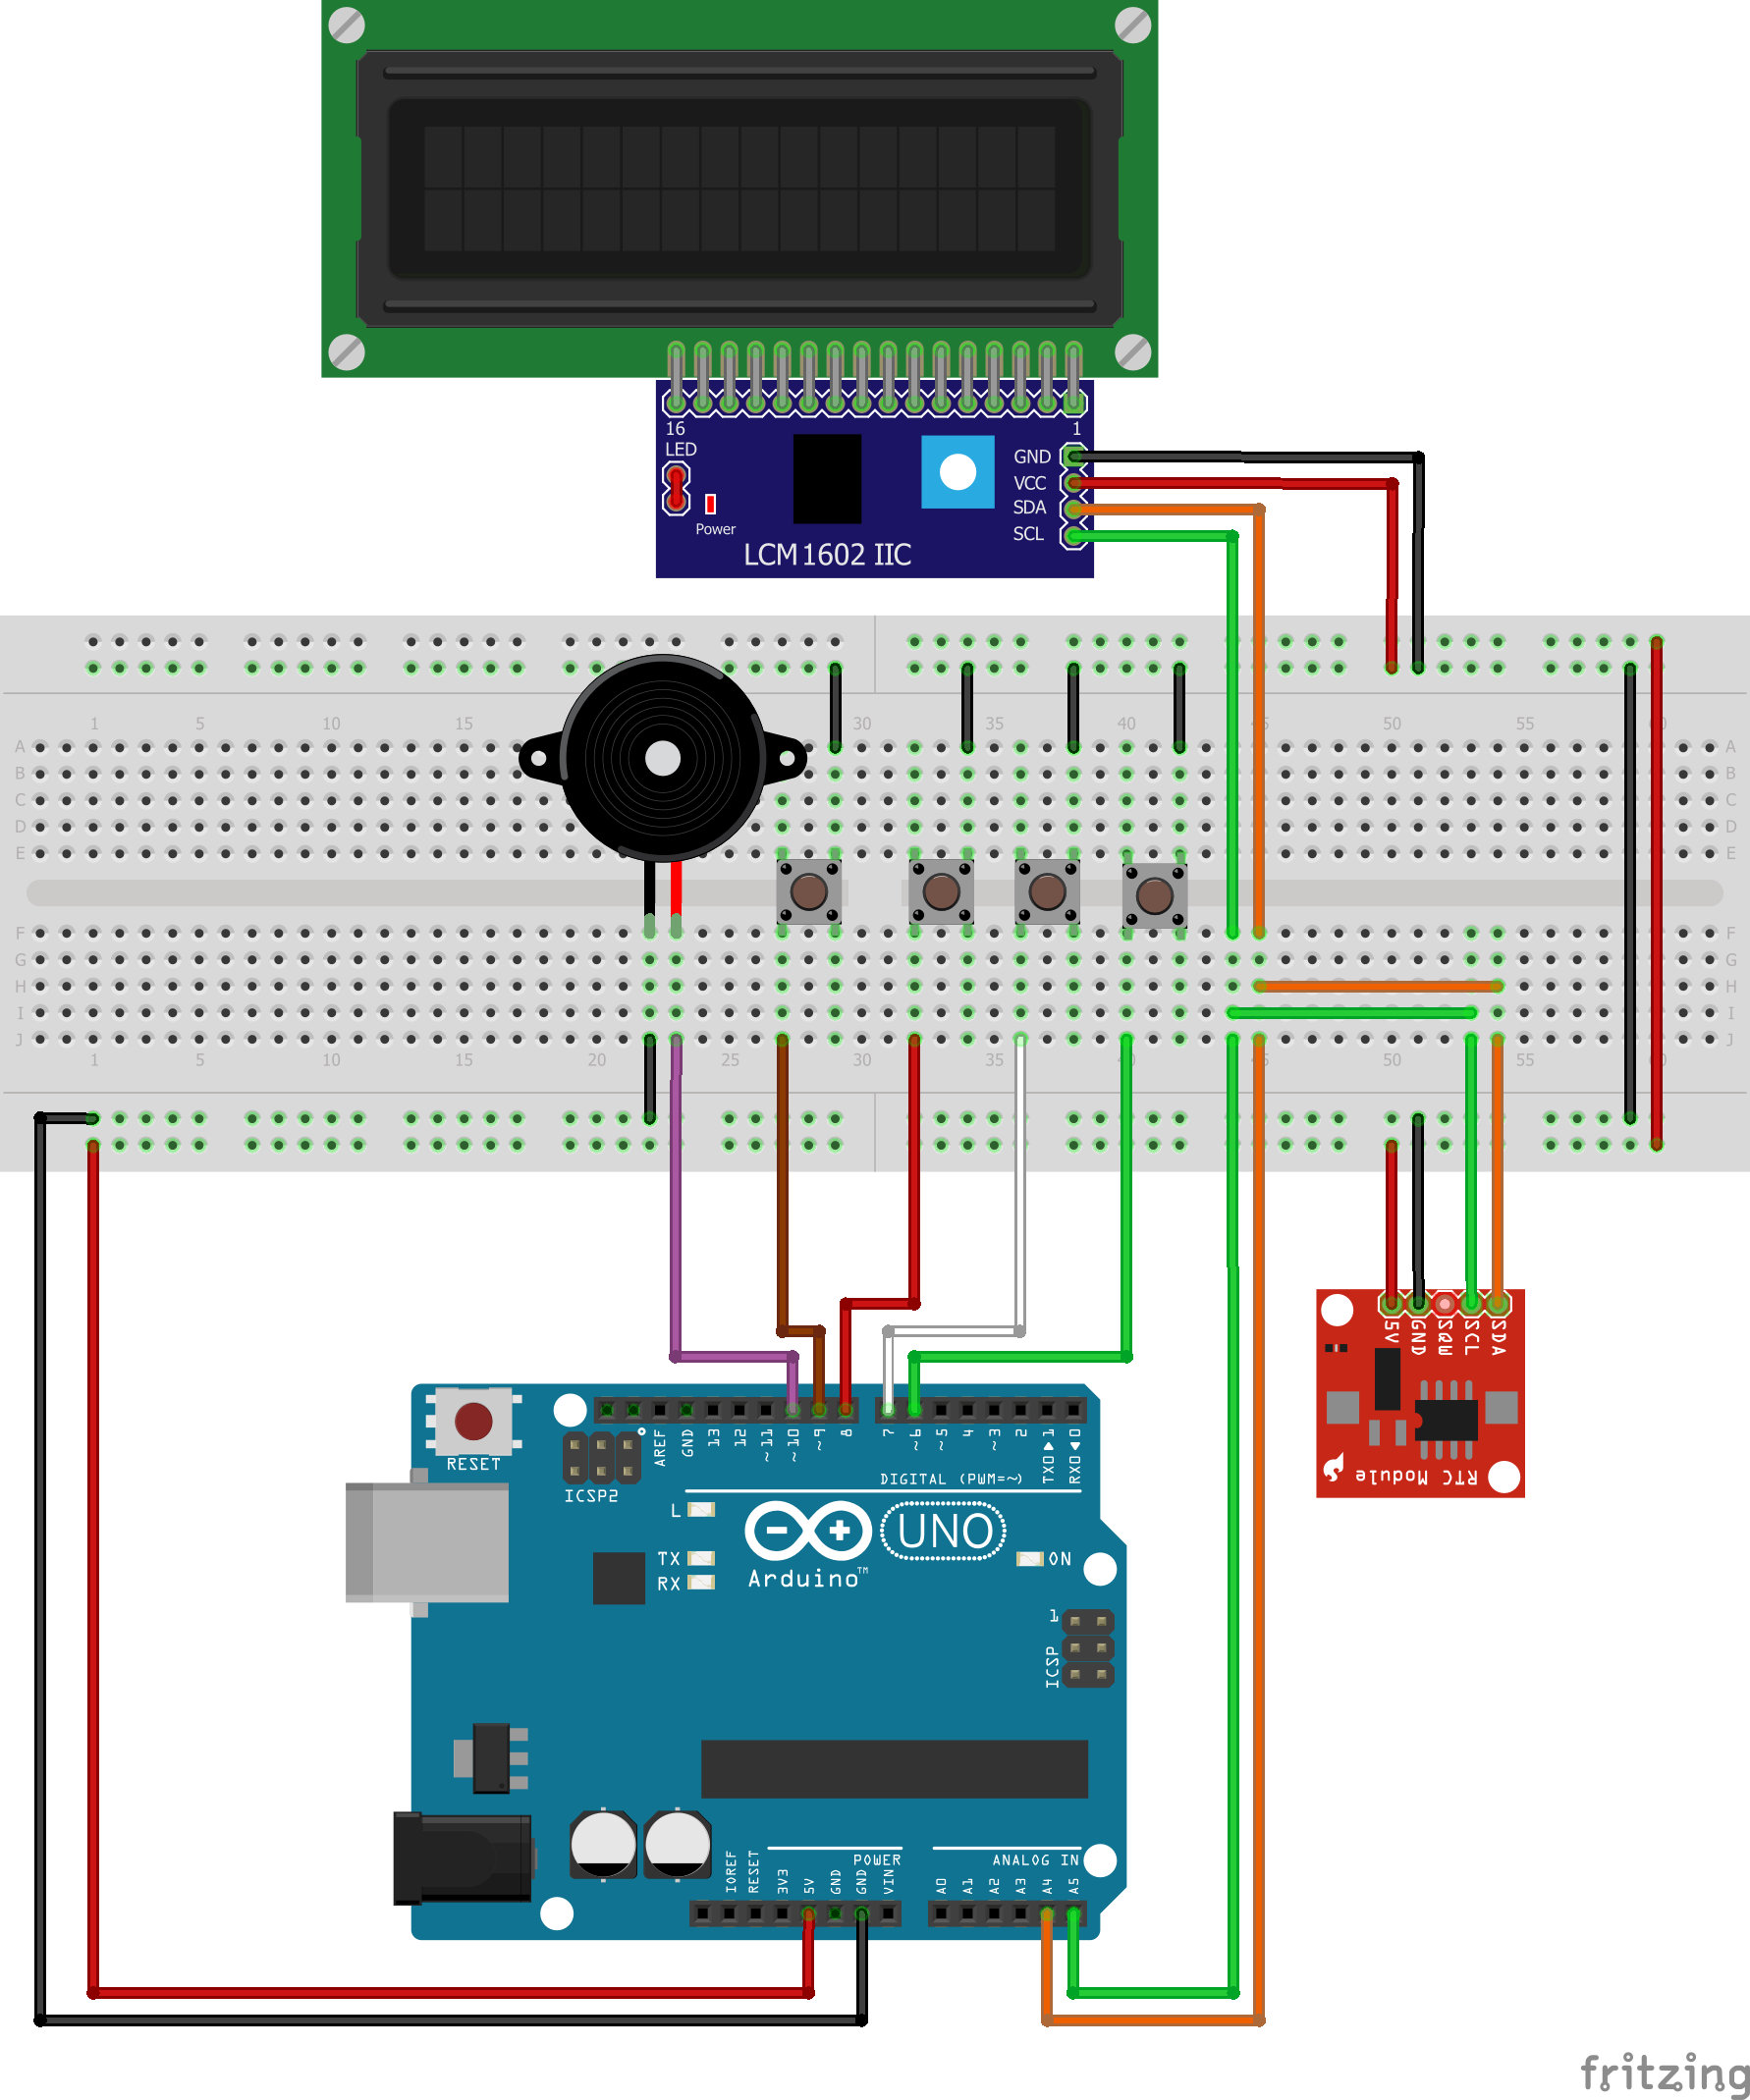 16
1
LED
GND
VCC
SDA
SCL
Power
LCM1602 IIC
1 5 10 15 30 35 40 45 50 55 60
A A
B B
C C
D D
E E
F F
G G
H H
I I
J J
1 5 10 15 20 25 30 35 40 45 50 55 60
5V
GND
SQW
SCL
SDA
RTC Module
RESET
ICSP2
AREF
GND
13
12
~11
~10
~9
8
7
~6
~5
4
~3
2
TX0▶1
RX0◀0
DIGITAL (PWM=~)
L
TX
RX
UNO
Arduino™
ON
1
ICSP
IOREF
RESET
3V3
5V
GND
GND
VIN
POWER
ANALOG IN
A0
A1
A2
A3
A4
A5
fritzing